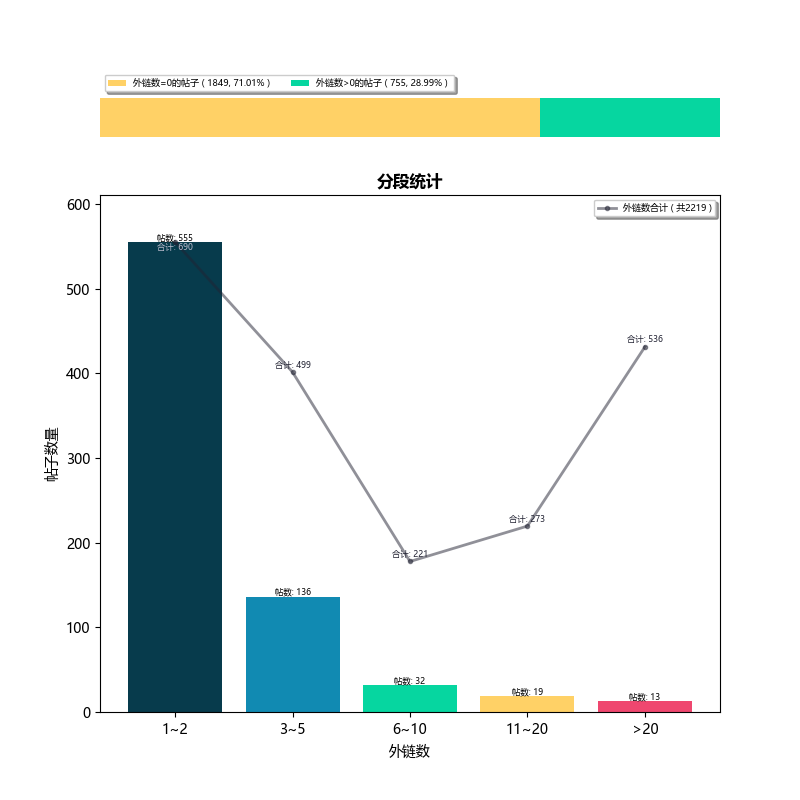 外链数=0的帖子 ( 1849, 71.01% )
外链数>0的帖子 ( 755, 28.99% )
分段统计
外链数合计 ( 共2219 )
600
500
400
300
200
100
0
帖子数量
帖数: 555
合计: 690
合计: 499
合计: 221
合计: 273
合计: 536
帖数: 136
帖数: 32
帖数: 19
帖数: 13
1~2
3~5
6~10
11~20
>20
外链数